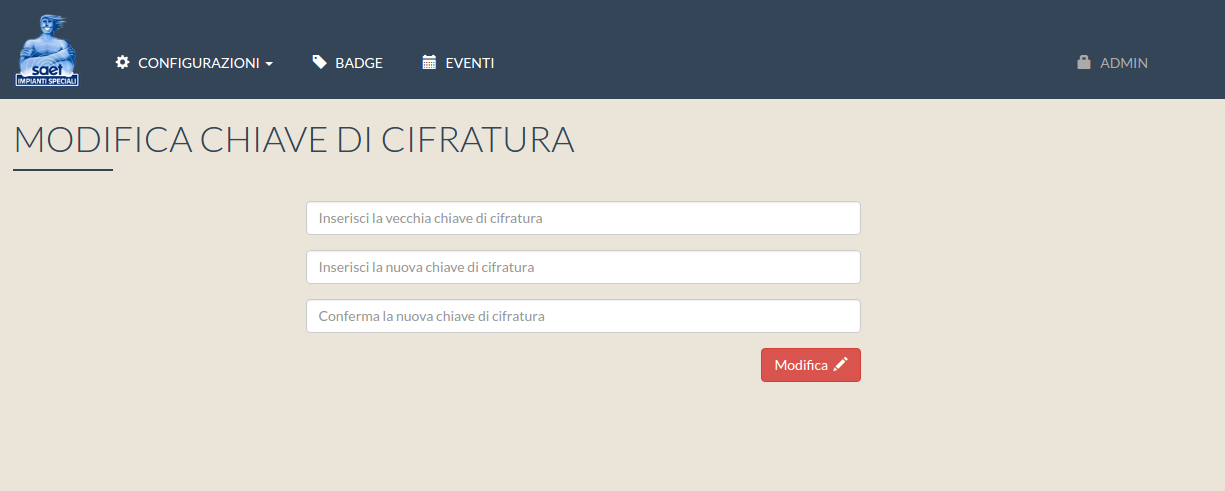 saet
IMPIANTI SPECIALI
CONFIGURAZIONI
BADGE
EVENTI
ADMIN
MODIFICA CHIAVE DI CIFRATURA
Inserisci la vecchia chiave di cifratura
Inserisci la nuova chiave di cifratura
Conferma la nuova chiave di cifratura
Modifica